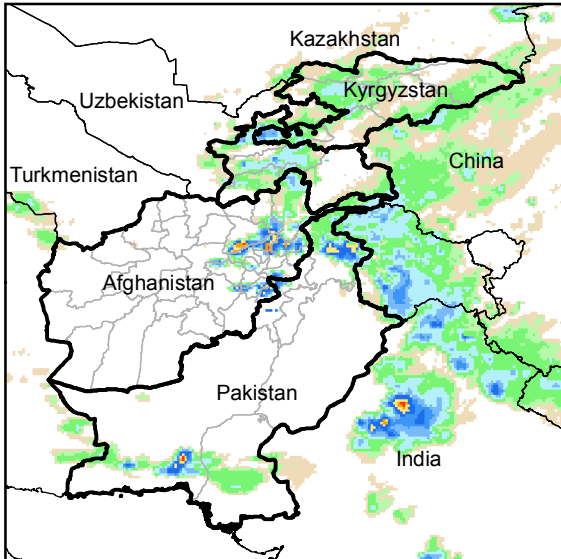 Kazakhstan
Kyrgyzstan
Uzbekistan
China
Turkmenistan
Afghanistan
Pakistan
India